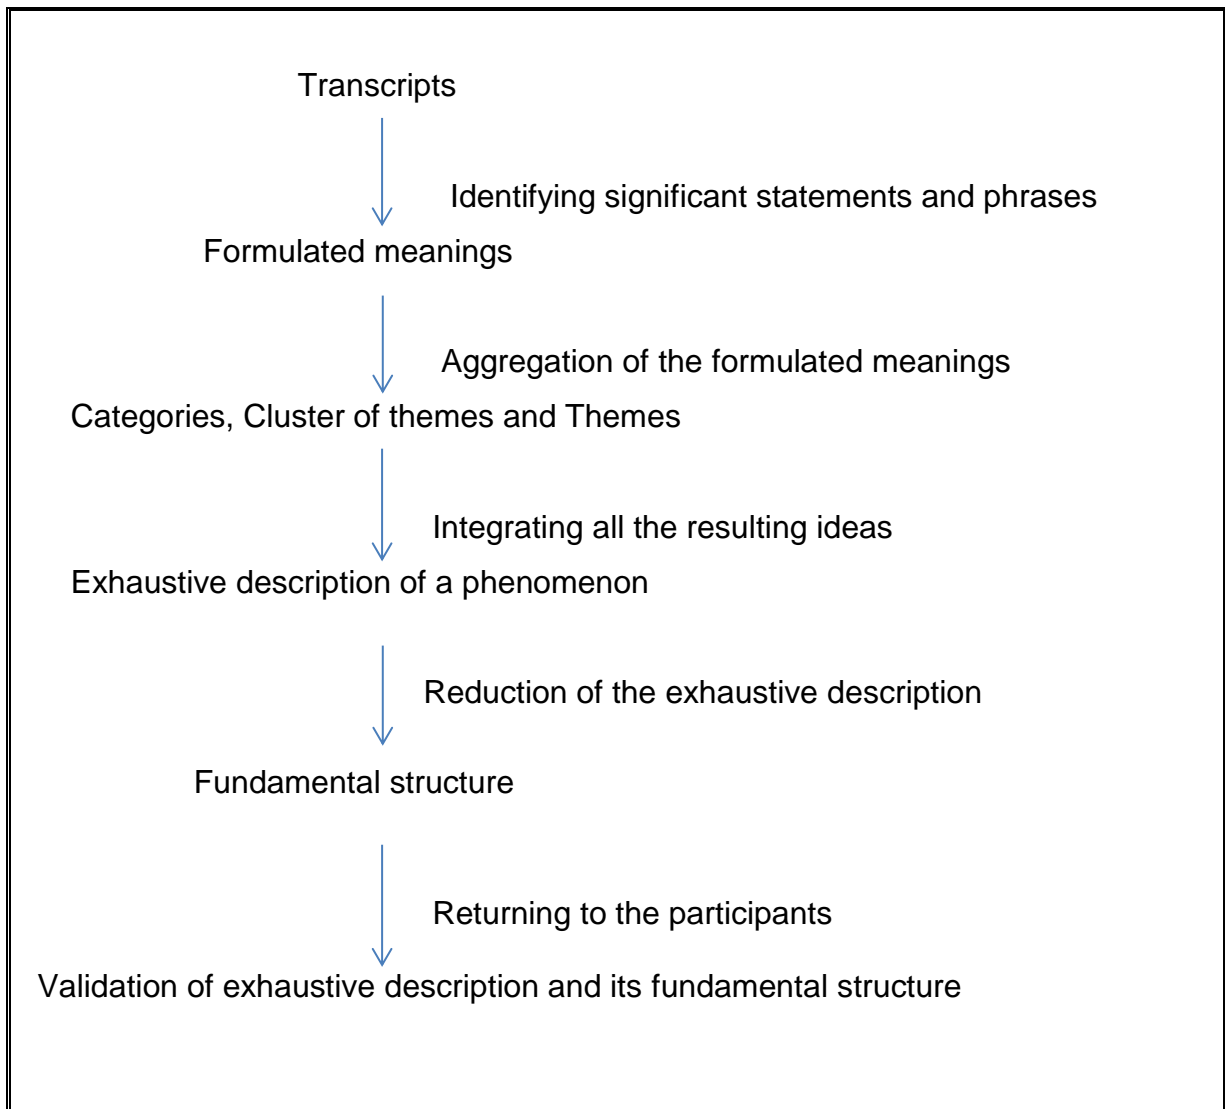 Transcripts
Identifying significant statements and phrases
Formulated meanings
Aggregation of the formulated meanings
Categories, Cluster of themes and Themes
Integrating all the resulting ideas
Exhaustive description of a phenomenon
Reduction of the exhaustive description
Fundamental structure
Returning to the participants
Validation of exhaustive description and its fundamental structure